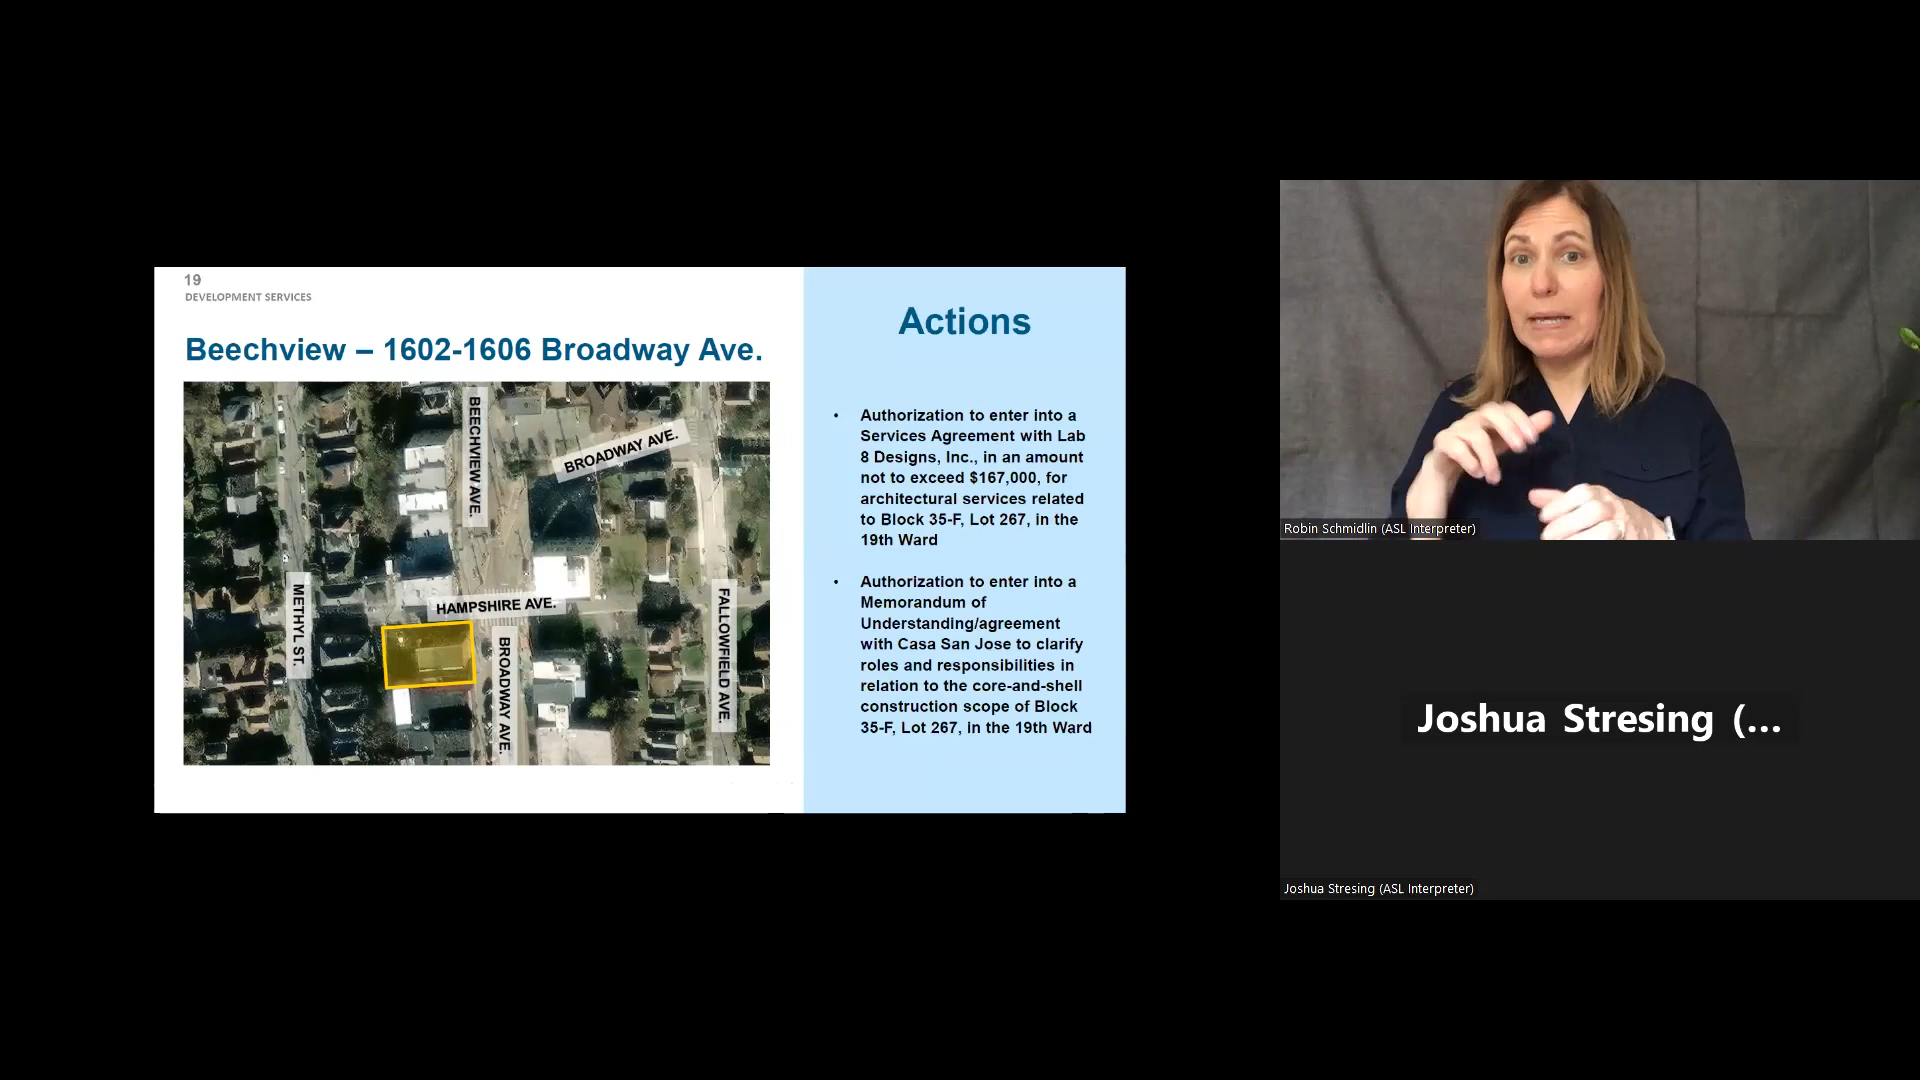 19
DEVELOPMENT SERVICES
Beechview – 1602-1606 Broadway Ave.
BEECHVIEW AVE.
BROADWAY AVE.
METHYL ST.
HAMPSHIRE AVE.
BROADWAY AVE.
FALLOWFIELD AVE.
Actions
• Authorization to enter into a
Services Agreement with Lab
8 Designs, Inc., in an amount
not to exceed $167,000, for
architectural services related
to Block 35-F, Lot 267, in the
19th Ward
• Authorization to enter into a
Memorandum of
Understanding/agreement
with Casa San Jose to clarify
roles and responsibilities in
relation to the core-and-shell
construction scope of Block
35-F, Lot 267, in the 19th Ward
Robin Schmidlin (ASL Interpreter)
Joshua Stresing (...
Joshua Stresing (ASL Interpreter)